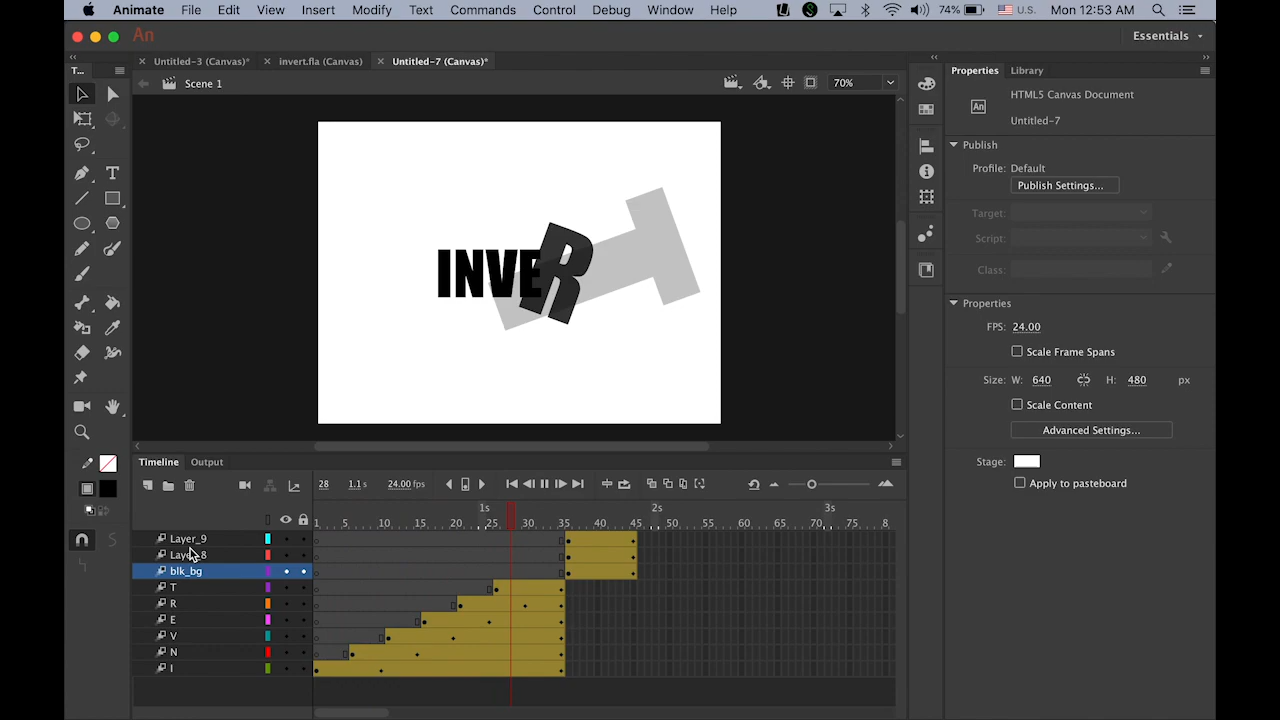 Animate File Edit View Insert Modify Text Commands Control Debug Window Help 74% U.S. Mon 12:53 AM
An Essentials
Untitled-3 (Canvas)* invert.fla (Canvas) Untitled-7 (Canvas)*
T...
Scene 1 70%
Properties Library
An HTML5 Canvas Document
Untitled-7
Publish
Profile: Default
Publish Settings...
Target:
Script:
Class:
Properties
FPS: 24.00
Scale Frame Spans
Size: W: 640 H: 480 px
Scale Content
Advanced Settings...
Stage:
Apply to pasteboard
INVERT
Timeline Output
28 1.1s 24.00 fps
1s 2s 3s
1 5 10 15 20 25 30 35 40 45 50 55 60 65 70 75 8
Layer_9
Layer_8
blk_bg
T
R
E
V
N
I